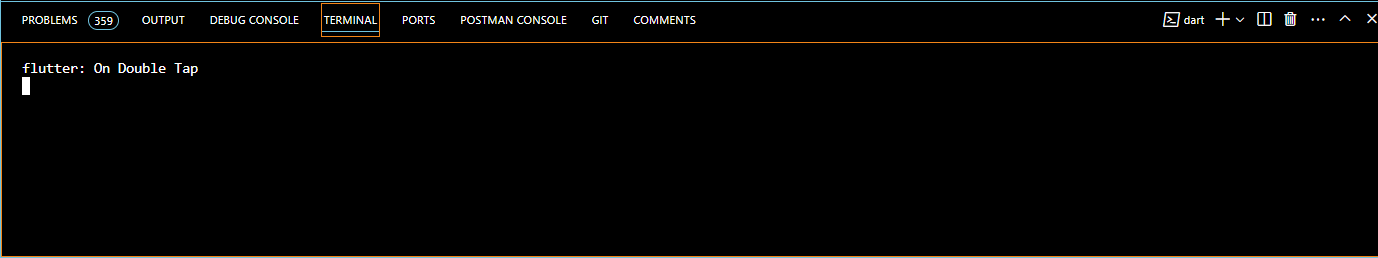 PROBLEMS 359 OUTPUT DEBUG CONSOLE TERMINAL PORTS POSTMAN CONSOLE GIT COMMENTS dart
flutter: On Double Tap